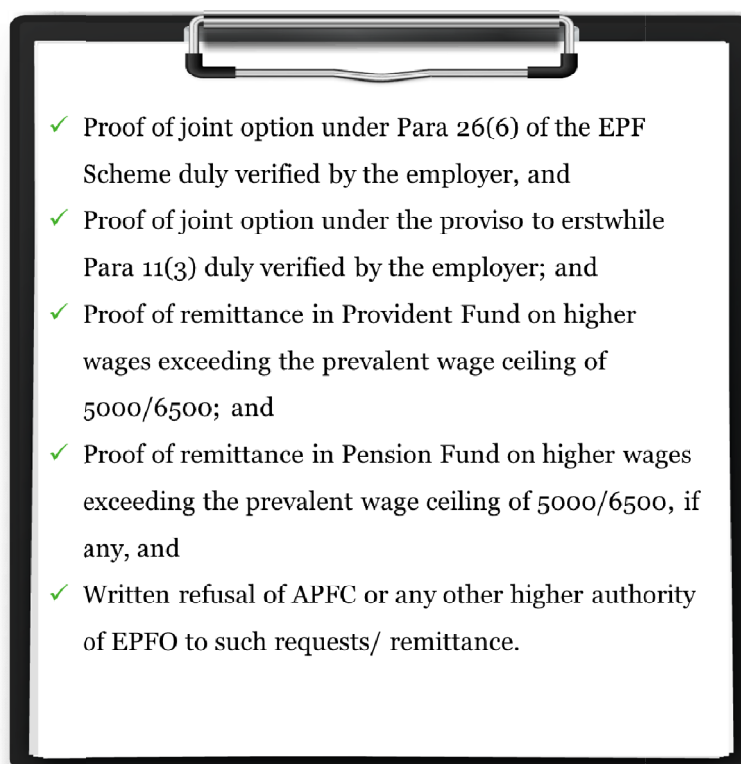 ✓ Proof of joint option under Para 26(6) of the EPF
Scheme duly verified by the employer, and
✓ Proof of joint option under the proviso to erstwhile
Para 11(3) duly verified by the employer; and
✓ Proof of remittance in Provident Fund on higher
wages exceeding the prevalent wage ceiling of
5000/6500; and
✓ Proof of remittance in Pension Fund on higher wages
exceeding the prevalent wage ceiling of 5000/6500, if
any, and
✓ Written refusal of APFC or any other higher authority
of EPFO to such requests/ remittance.